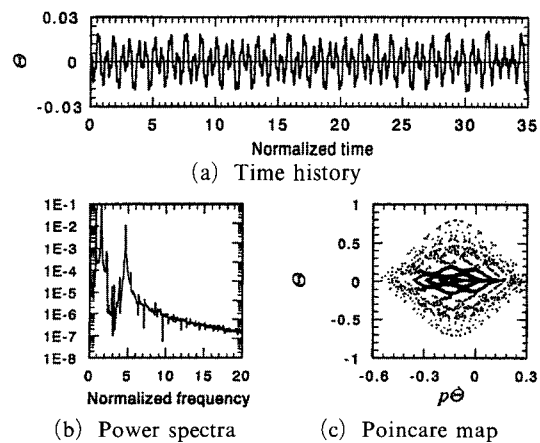 0.03
Θ
0
-0.03
0 5 10 15 20 25 30 35
Normalized time
(a) Time history
1E-1
1E-2
1E-3
1E-4
1E-5
1E-6
1E-7
1E-8
0 5 10 15 20
Normalized frequency
(b) Power spectra
1
0.5
Θ
0
-0.5
-1
-0.6 -0.3 0 0.3
pΘ̇
(c) Poincare map